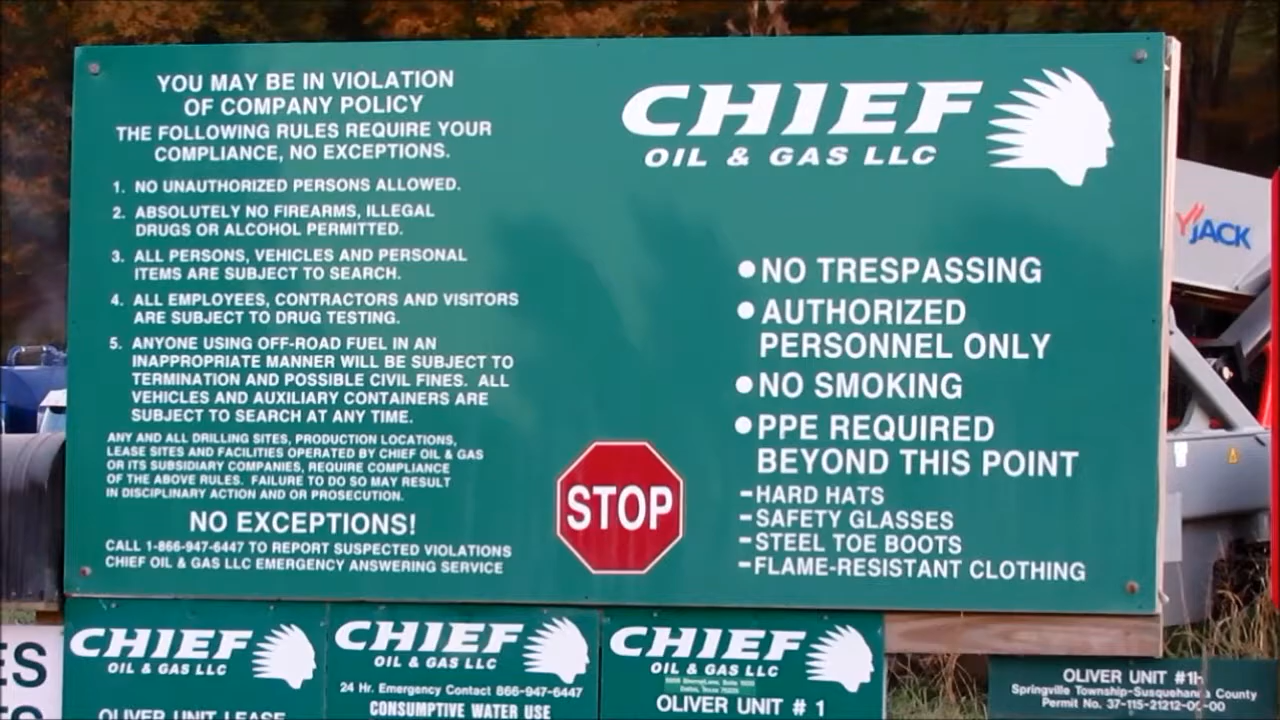 YOU MAY BE IN VIOLATION
OF COMPANY POLICY
THE FOLLOWING RULES REQUIRE YOUR
COMPLIANCE, NO EXCEPTIONS.
1. NO UNAUTHORIZED PERSONS ALLOWED.
2. ABSOLUTELY NO FIREARMS, ILLEGAL
DRUGS OR ALCOHOL PERMITTED.
3. ALL PERSONS, VEHICLES AND PERSONAL
ITEMS ARE SUBJECT TO SEARCH.
4. ALL EMPLOYEES, CONTRACTORS AND VISITORS
ARE SUBJECT TO DRUG TESTING.
5. ANYONE USING OFF-ROAD FUEL IN AN
INAPPROPRIATE MANNER WILL BE SUBJECT TO
TERMINATION AND POSSIBLE CIVIL FINES. ALL
VEHICLES AND AUXILIARY CONTAINERS ARE
SUBJECT TO SEARCH AT ANY TIME.
ANY AND ALL DRILLING SITES, PRODUCTION LOCATIONS,
LEASE SITES AND FACILITIES OPERATED BY CHIEF OIL & GAS
OR ITS SUBSIDIARY COMPANIES, REQUIRE COMPLIANCE
OF THE ABOVE RULES. FAILURE TO DO SO MAY RESULT
IN DISCIPLINARY ACTION AND OR PROSECUTION.
NO EXCEPTIONS!
CALL 1-866-947-6447 TO REPORT SUSPECTED VIOLATIONS
CHIEF OIL & GAS LLC EMERGENCY ANSWERING SERVICE
STOP
CHIEF
OIL & GAS LLC
● NO TRESPASSING
● AUTHORIZED
PERSONNEL ONLY
● NO SMOKING
● PPE REQUIRED
BEYOND THIS POINT
-HARD HATS
-SAFETY GLASSES
-STEEL TOE BOOTS
-FLAME-RESISTANT CLOTHING
JACK
ES
CHIEF
OIL & GAS LLC
OLIVER UNIT LEASE
CHIEF
OIL & GAS LLC
24 Hr. Emergency Contact 866-947-6447
CONSUMPTIVE WATER USE
CHIEF
OIL & GAS LLC
OLIVER UNIT # 1
OLIVER UNIT #1H
Springville Township-Susquehanna County
Permit No. 37-115-21212-00-00